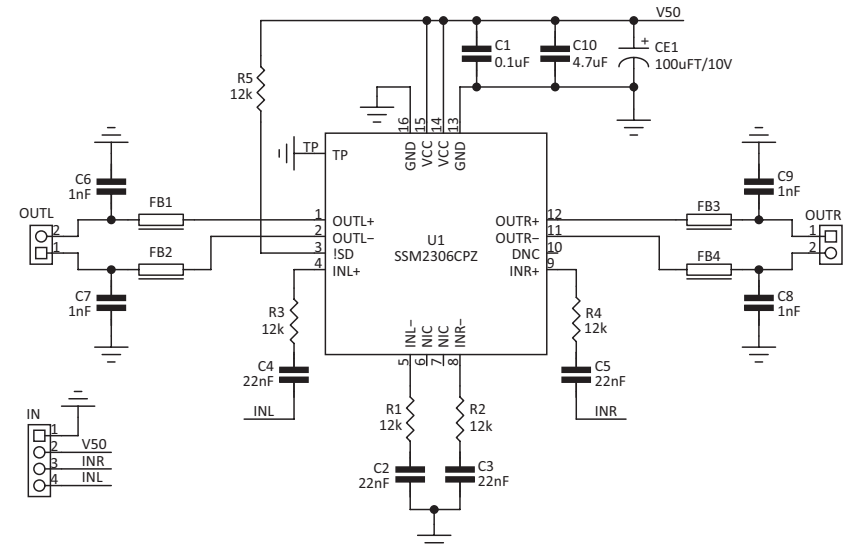 V50
C1
0.1uF
C10
4.7uF
+
CE1
100uFT/10V
R5
12k
16
15
14
13
GND
VCC
VCC
GND
TP
TP
C6
1nF
FB1
OUTL
2
1
FB2
C7
1nF
1
2
3
4
OUTL+
OUTL−
!SD
INL+
U1
SSM2306CPZ
OUTR+
OUTR−
DNC
INR+
12
11
10
9
C9
1nF
FB3
OUTR
1
2
FB4
C8
1nF
R3
12k
C4
22nF
INL
INL−
NIC
NIC
INR−
5
6
7
8
R4
12k
C5
22nF
INR
R1
12k
R2
12k
C2
22nF
C3
22nF
IN
1
2
V50
3
INR
4
INL